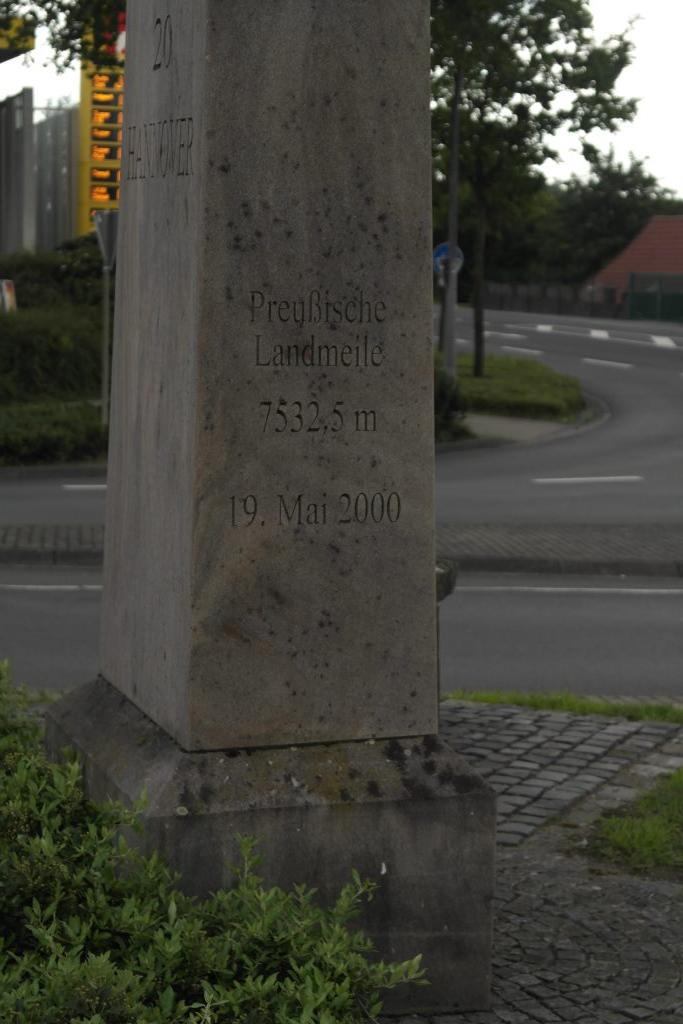 20
HANNOVER
Preußische
Landmeile
7532,5 m
19. Mai 2000